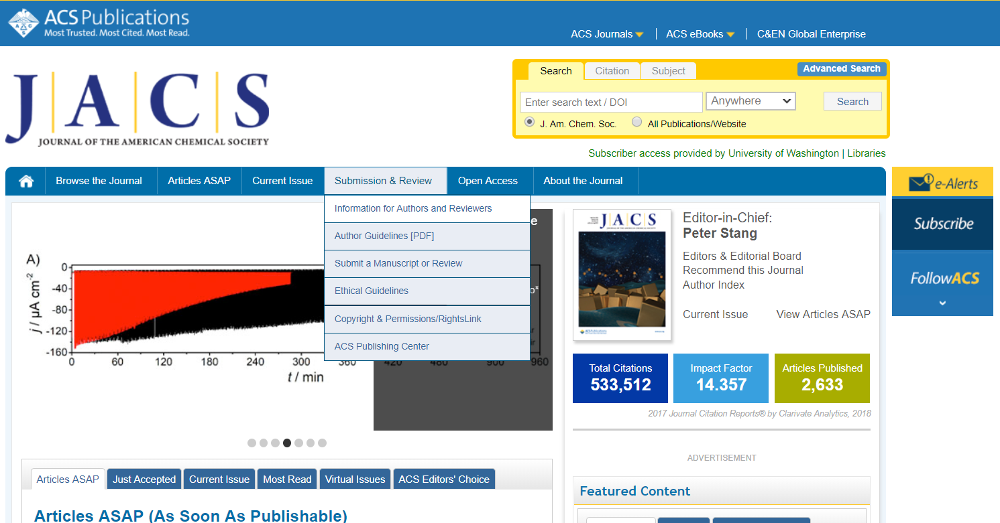 ACS Publications
Most Trusted. Most Cited. Most Read.
ACS Journals
ACS eBooks
C&EN Global Enterprise
JACS
JOURNAL OF THE AMERICAN CHEMICAL SOCIETY
Search
Citation
Subject
Advanced Search
Enter search text / DOI
Anywhere
Search
J. Am. Chem. Soc.
All Publications/Website
Subscriber access provided by University of Washington | Libraries
Browse the Journal
Articles ASAP
Current Issue
Submission & Review
Open Access
About the Journal
Information for Authors and Reviewers
Author Guidelines [PDF]
Submit a Manuscript or Review
Ethical Guidelines
Copyright & Permissions/RightsLink
ACS Publishing Center
A)
0
-40
-80
-120
-160
j / µA cm-2
0 60 120 180 240 300 360 420 480 900 960
t / min
JACS
ACS Publications
Editor-in-Chief:
Peter Stang
Editors & Editorial Board
Recommend this Journal
Author Index
Current Issue
View Articles ASAP
Total Citations
533,512
Impact Factor
14.357
Articles Published
2,633
2017 Journal Citation Reports® by Clarivate Analytics, 2018
ADVERTISEMENT
Featured Content
e-Alerts
Subscribe
Follow ACS
Articles ASAP
Just Accepted
Current Issue
Most Read
Virtual Issues
ACS Editors' Choice
Articles ASAP (As Soon As Publishable)